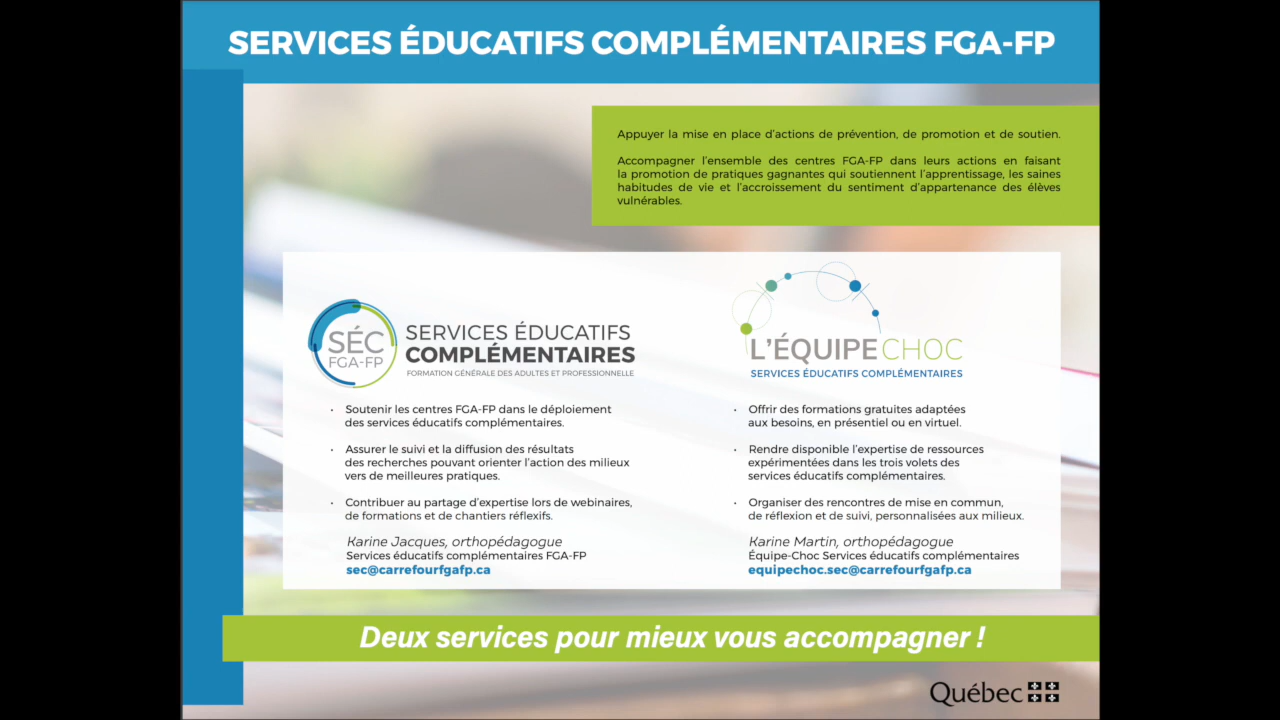 SERVICES ÉDUCATIFS COMPLÉMENTAIRES FGA-FP
Appuyer la mise en place d'actions de prévention, de promotion et de soutien.
Accompagner l'ensemble des centres FGA-FP dans leurs actions en faisant
la promotion de pratiques gagnantes qui soutiennent l'apprentissage, les saines
habitudes de vie et l'accroissement du sentiment d'appartenance des élèves
vulnérables.
SÉC
FGA-FP
SERVICES ÉDUCATIFS
COMPLÉMENTAIRES
FORMATION GÉNÉRALE DES ADULTES ET PROFESSIONNELLE
• Soutenir les centres FGA-FP dans le déploiement
des services éducatifs complémentaires.
• Assurer le suivi et la diffusion des résultats
des recherches pouvant orienter l'action des milieux
vers de meilleures pratiques.
• Contribuer au partage d'expertise lors de webinaires,
de formations et de chantiers réflexifs.
Karine Jacques, orthopédagogue
Services éducatifs complémentaires FGA-FP
sec@carrefourfgafp.ca
L'ÉQUIPECHOC
SERVICES ÉDUCATIFS COMPLÉMENTAIRES
• Offrir des formations gratuites adaptées
aux besoins, en présentiel ou en virtuel.
• Rendre disponible l'expertise de ressources
expérimentées dans les trois volets des
services éducatifs complémentaires.
• Organiser des rencontres de mise en commun,
de réflexion et de suivi, personnalisées aux milieux.
Karine Martin, orthopédagogue
Équipe-Choc Services éducatifs complémentaires
equipechoc.sec@carrefourfgafp.ca
Deux services pour mieux vous accompagner !
Québec